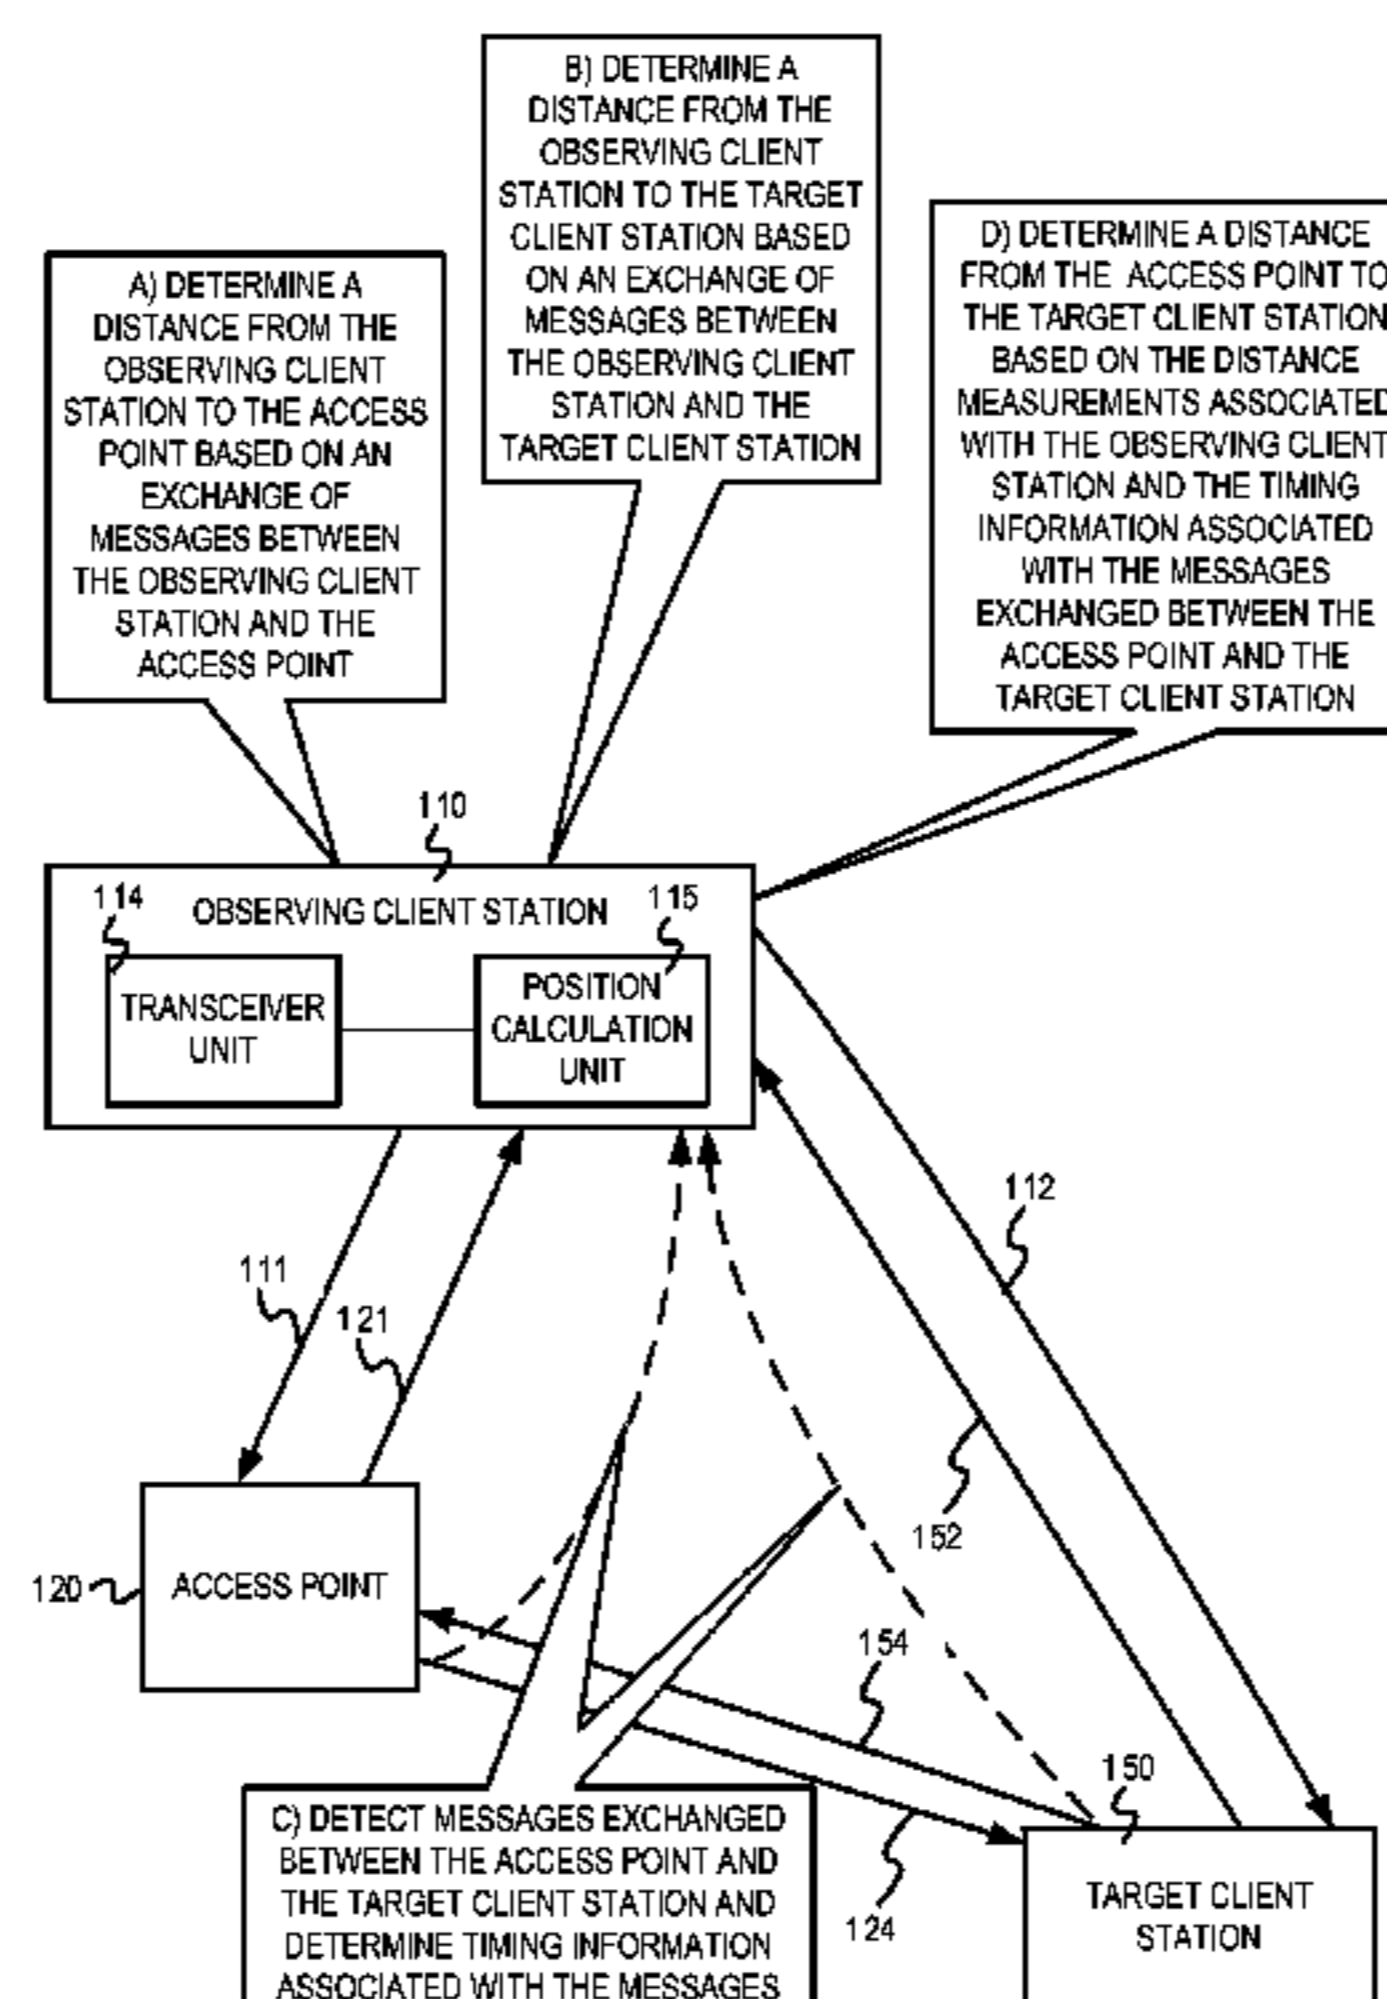 B) DETERMINE A
DISTANCE FROM THE
OBSERVING CLIENT
STATION TO THE TARGET
CLIENT STATION BASED
ON AN EXCHANGE OF
MESSAGES BETWEEN
THE OBSERVING CLIENT
STATION AND THE
TARGET CLIENT STATION
D) DETERMINE A DISTANCE
FROM THE ACCESS POINT TO
THE TARGET CLIENT STATION
BASED ON THE DISTANCE
MEASUREMENTS ASSOCIATED
WITH THE OBSERVING CLIENT
STATION AND THE TIMING
INFORMATION ASSOCIATED
WITH THE MESSAGES
EXCHANGED BETWEEN THE
ACCESS POINT AND THE
TARGET CLIENT STATION
A) DETERMINE A
DISTANCE FROM THE
OBSERVING CLIENT
STATION TO THE ACCESS
POINT BASED ON AN
EXCHANGE OF
MESSAGES BETWEEN
THE OBSERVING CLIENT
STATION AND THE
ACCESS POINT
110
114
OBSERVING CLIENT STATION
115
TRANSCEIVER
UNIT
POSITION
CALCULATION
UNIT
112
111
121
152
120
ACCESS POINT
154
150
124
TARGET CLIENT
STATION
C) DETECT MESSAGES EXCHANGED
BETWEEN THE ACCESS POINT AND
THE TARGET CLIENT STATION AND
DETERMINE TIMING INFORMATION
ASSOCIATED WITH THE MESSAGES